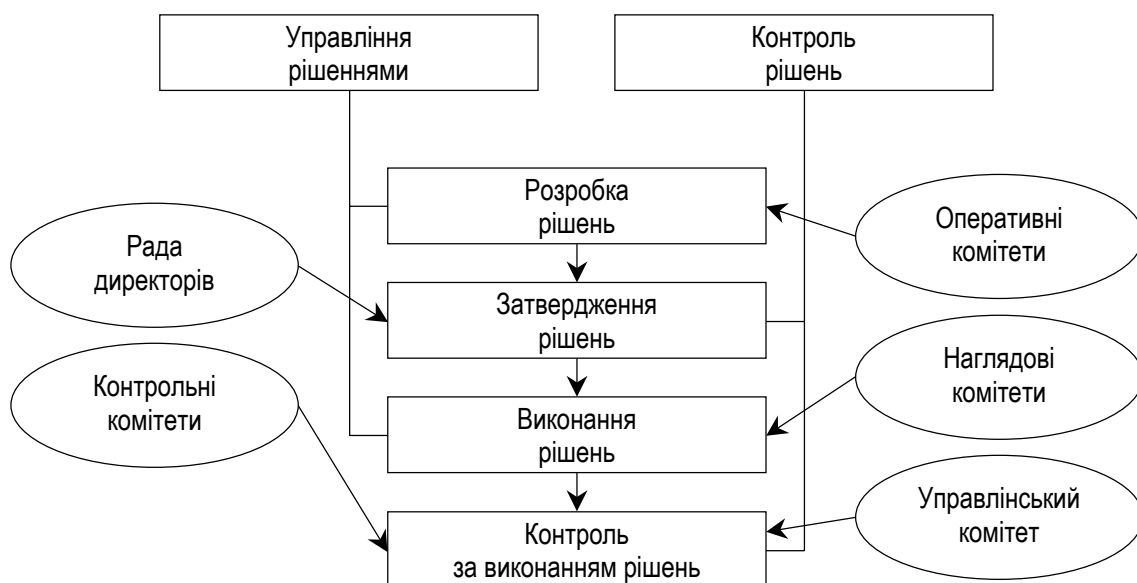 Управління
рішеннями
Контроль
рішень
Розробка
рішень
Оперативні
комітети
Рада
директорів
Затвердження
рішень
Наглядові
комітети
Контрольні
комітети
Виконання
рішень
Управлінський
комітет
Контроль
за виконанням рішень